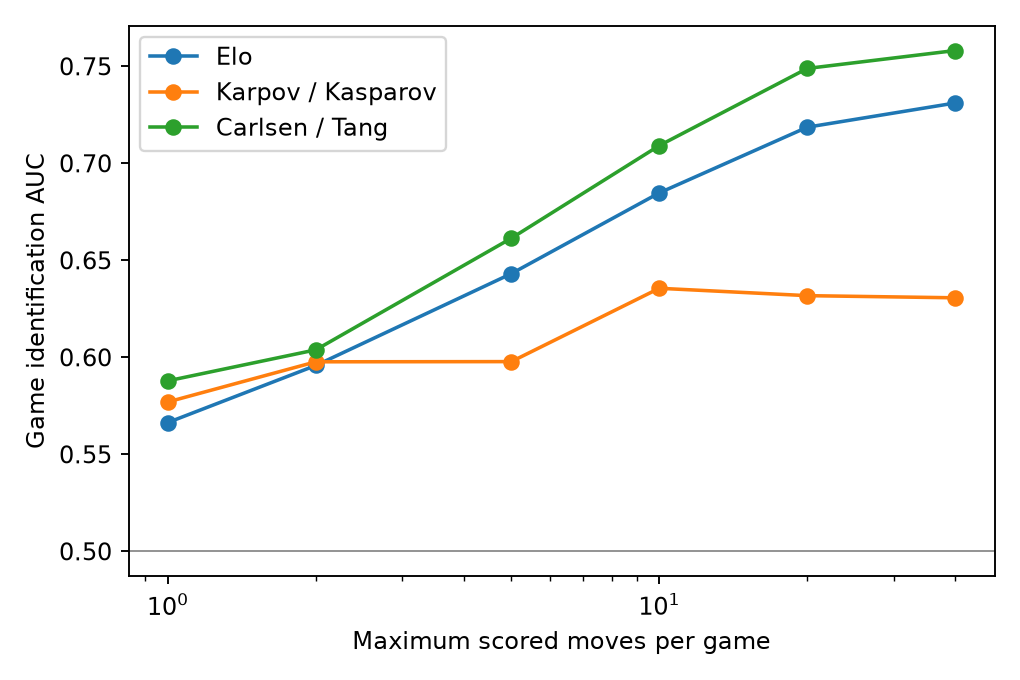 Elo
Karpov / Kasparov
Carlsen / Tang
0.75
0.70
0.65
0.60
0.55
0.50
Game identification AUC
10⁰
10¹
Maximum scored moves per game